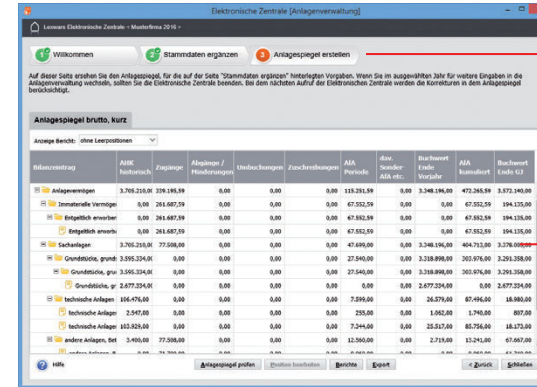 Elektronische Zentrale [Anlagenverwaltung]
Lexware Elektronische Zentrale < Musterfirma 2016 >
Willkommen
Stammdaten ergänzen
3 Anlagespiegel erstellen
Auf dieser Seite ersehen Sie den Anlagespiegel, für die auf der Seite "Stammdaten ergänzen" hinterlegten Vorgaben. Wenn Sie im ausgewählten Jahr für weitere Eingaben in die
Anlagenverwaltung wechseln, sollten Sie die Elektronische Zentrale beenden. Bei dem nächsten Aufruf der Elektronischen Zentrale werden die Korrekturen in dem Anlagespiegel
berücksichtigt.
Anlagespiegel brutto, kurz
Anzeige Bericht: ohne Leerpositionen
Bilanzeintrag AHK historisch Zugänge Abgänge / Minderungen Umbuchungen Zuschreibungen AfA Periode dav. Sonder- AfA etc. Buchwert Ende Vorjahr AfA kumuliert Buchwert Ende GJ
Anlagevermögen 3.705.210,00 339.195,59 0,00 0,00 0,00 115.251,59 0,00 3.348.196,00 472.265,59 3.572.140,00
Immaterielle Vermöge 0,00 261.687,59 0,00 0,00 0,00 67.552,59 0,00 0,00 67.552,59 194.135,00
Entgeltlich erworber 0,00 261.687,59 0,00 0,00 0,00 67.552,59 0,00 0,00 67.552,59 194.135,00
Entgeltlich erworb 0,00 261.687,59 0,00 0,00 0,00 67.552,59 0,00 0,00 67.552,59 194.135,00
Sachanlagen 3.705.210,00 77.508,00 0,00 0,00 0,00 47.699,00 0,00 3.348.196,00 404.713,00 3.378.005,00
Grundstücke, grunds 3.595.334,00 0,00 0,00 0,00 0,00 27.540,00 0,00 3.318.898,00 303.976,00 3.291.358,00
Grundstücke, gru 3.595.334,00 0,00 0,00 0,00 0,00 27.540,00 0,00 3.318.898,00 303.976,00 3.291.358,00
Grundstücke, gr 2.677.334,00 0,00 0,00 0,00 0,00 0,00 0,00 2.677.334,00 0,00 2.677.334,00
technische Anlagen 106.476,00 0,00 0,00 0,00 0,00 7.599,00 0,00 26.579,00 87.496,00 18.980,00
technische Anlager 2.547,00 0,00 0,00 0,00 0,00 255,00 0,00 1.062,00 1.740,00 807,00
technische Anlager 103.929,00 0,00 0,00 0,00 0,00 7.344,00 0,00 25.517,00 85.756,00 18.173,00
andere Anlagen, Bet 3.400,00 77.508,00 0,00 0,00 0,00 12.560,00 0,00 2.719,00 13.241,00 67.667,00
Hilfe Anlagespiegel prüfen Position bearbeiten Berichte Export < Zurück Schließen